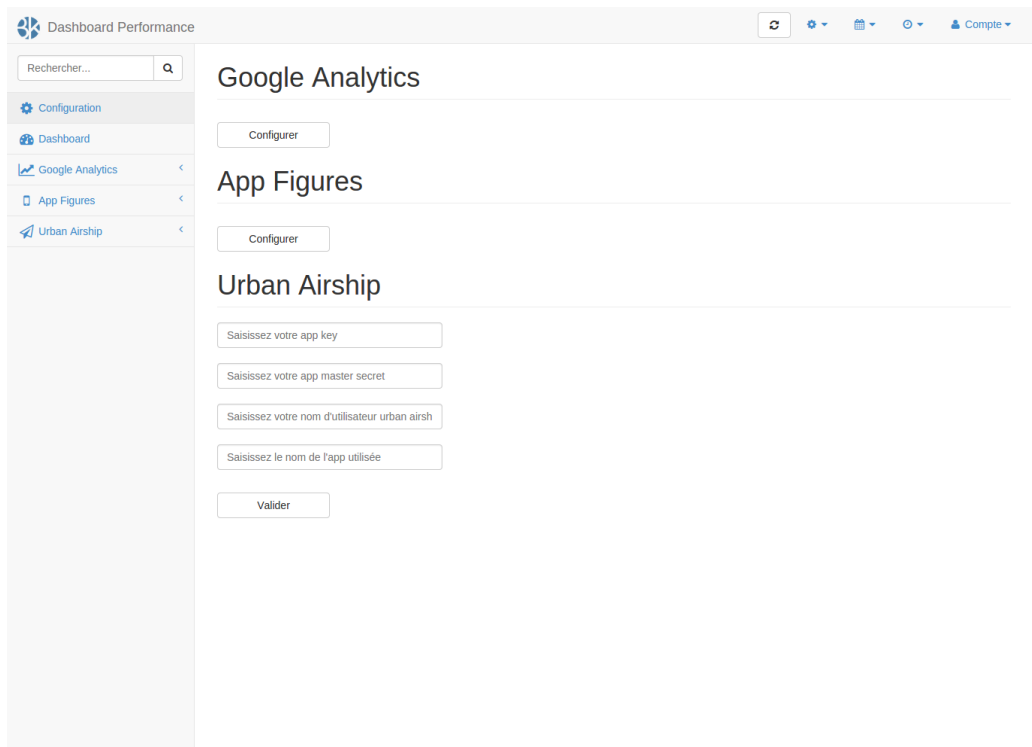 Dashboard Performance
Compte
Rechercher...
Configuration
Dashboard
Google Analytics
App Figures
Urban Airship
Google Analytics
Configurer
App Figures
Configurer
Urban Airship
Saisissez votre app key
Saisissez votre app master secret
Saisissez votre nom d'utilisateur urban airsh
Saisissez le nom de l'app utilisée
Valider